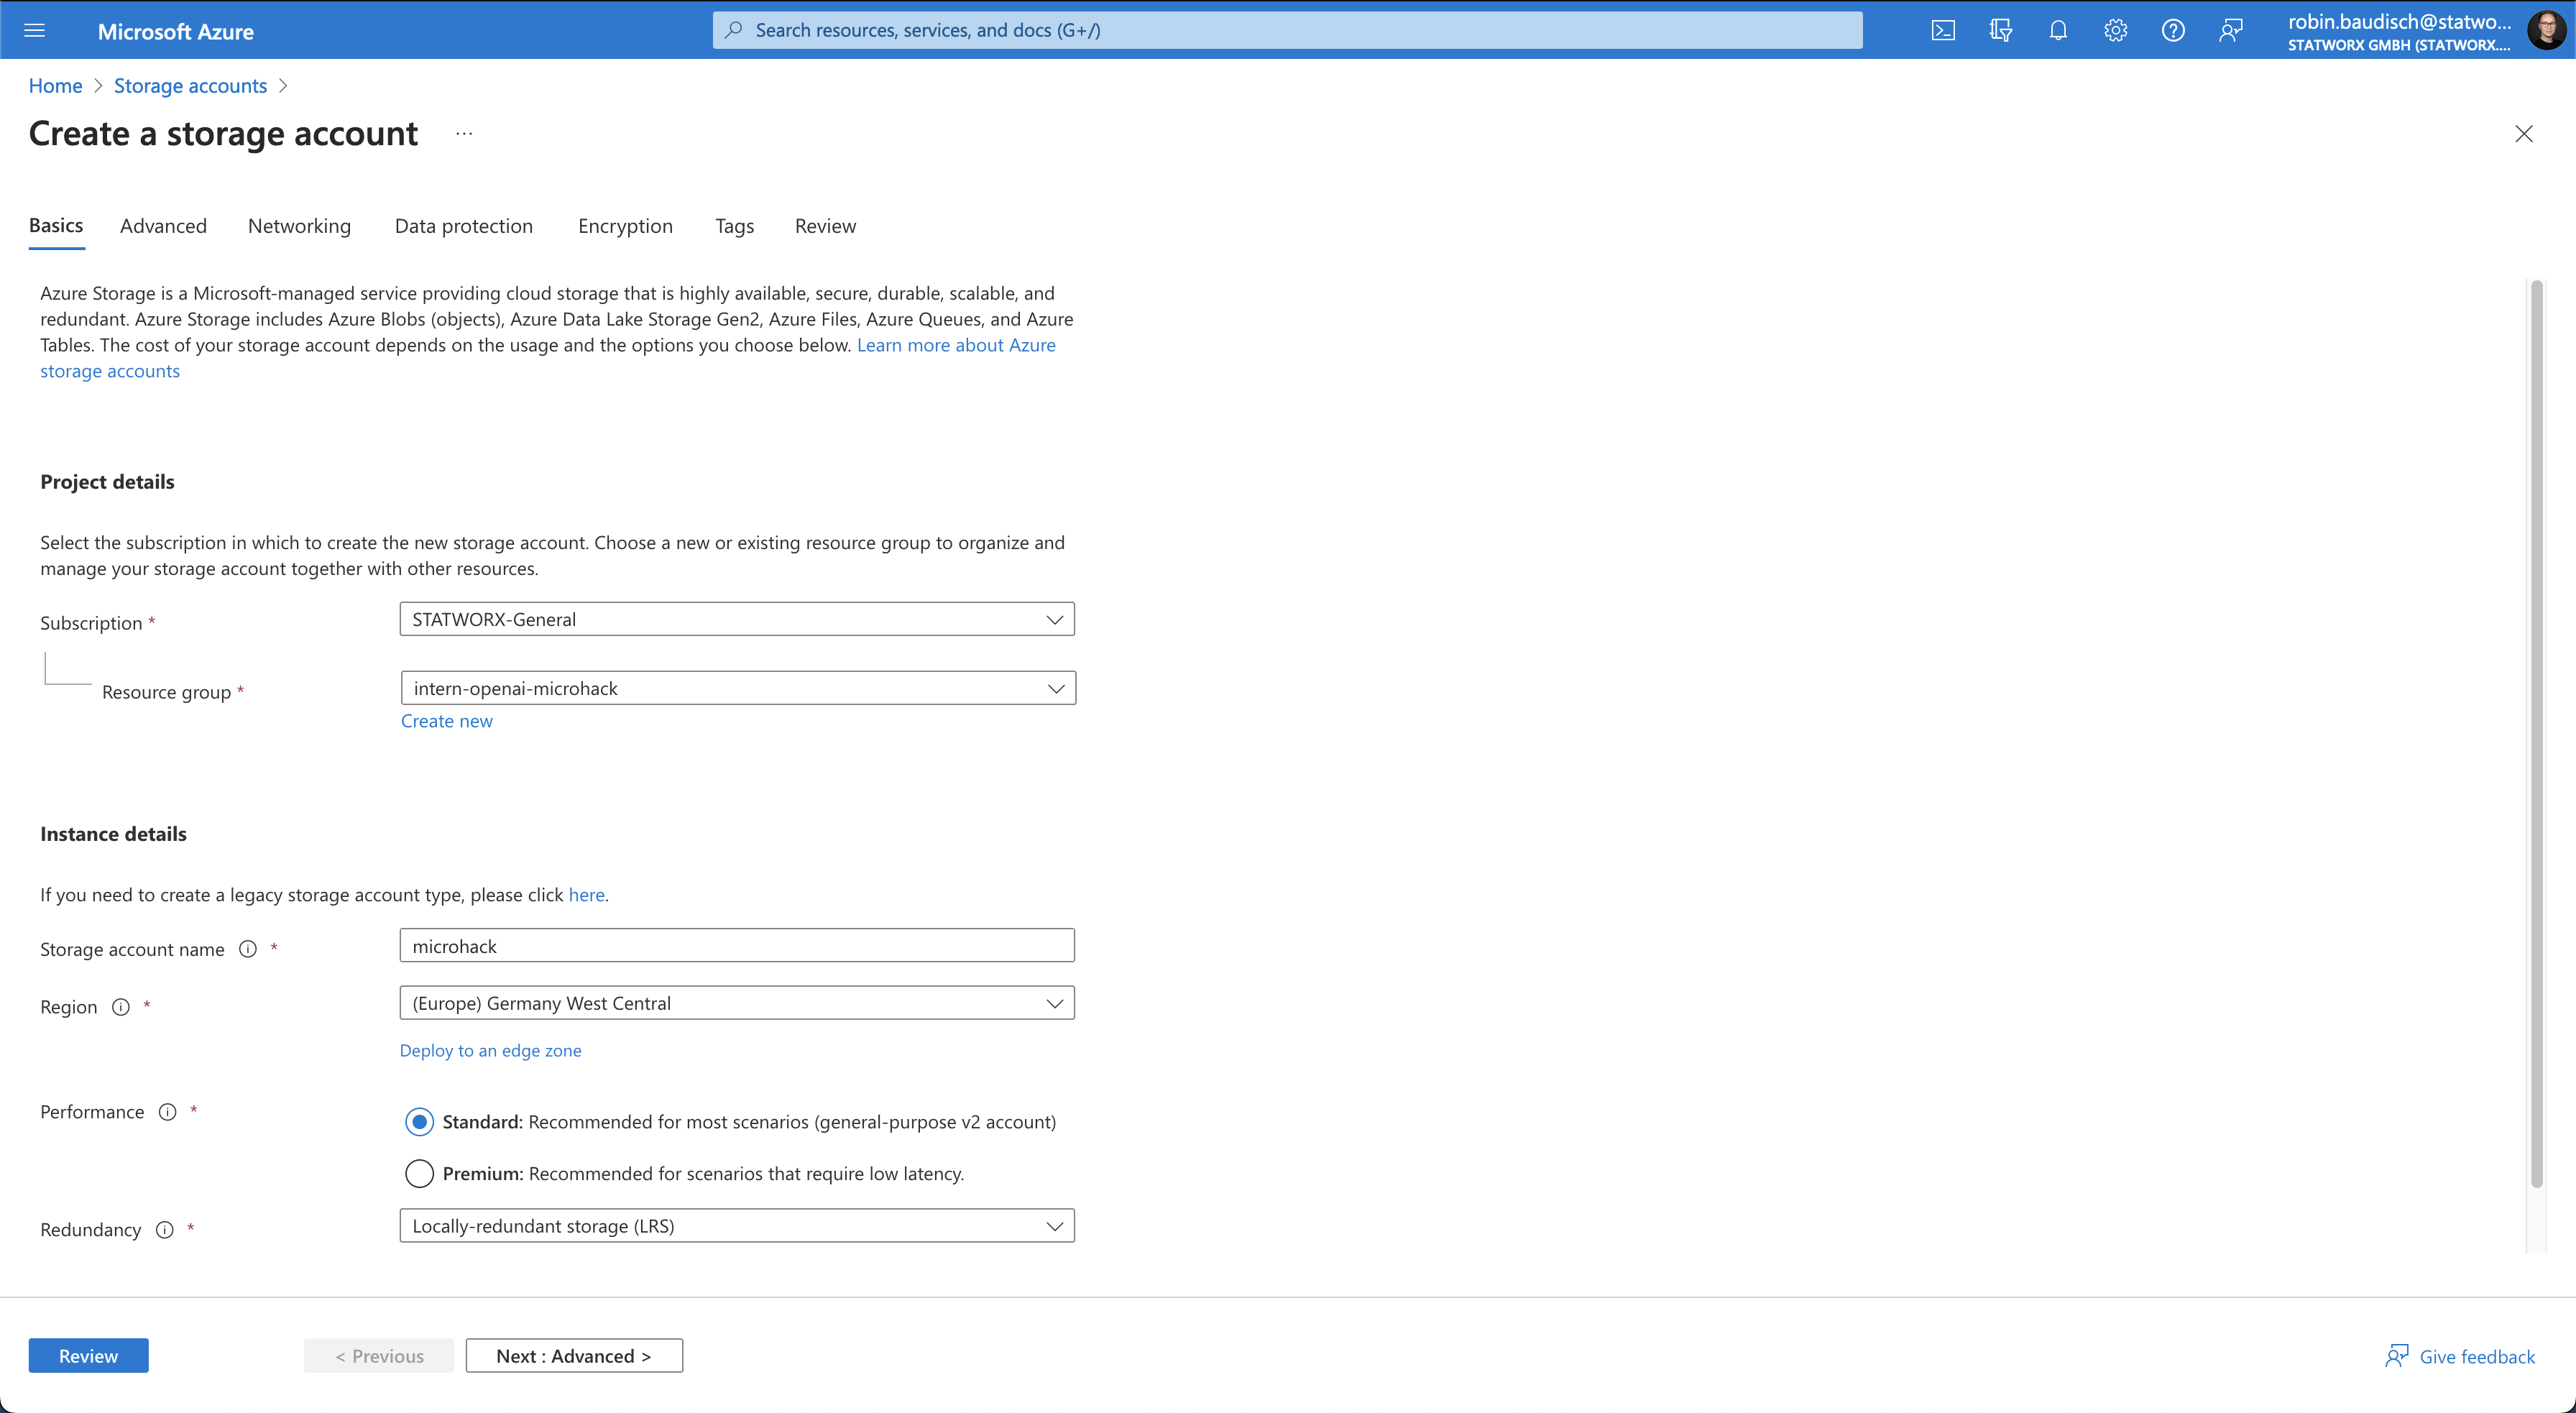 Microsoft Azure
Search resources, services, and docs (G+/)
robin.baudisch@statwo...
STATWORX GMBH (STATWORX....
Home > Storage accounts >
Create a storage account ...
Basics Advanced Networking Data protection Encryption Tags Review
Azure Storage is a Microsoft-managed service providing cloud storage that is highly available, secure, durable, scalable, and
redundant. Azure Storage includes Azure Blobs (objects), Azure Data Lake Storage Gen2, Azure Files, Azure Queues, and Azure
Tables. The cost of your storage account depends on the usage and the options you choose below. Learn more about Azure
storage accounts
Project details
Select the subscription in which to create the new storage account. Choose a new or existing resource group to organize and
manage your storage account together with other resources.
Subscription * STATWORX-General
Resource group * intern-openai-microhack
Create new
Instance details
If you need to create a legacy storage account type, please click here.
Storage account name * microhack
Region * (Europe) Germany West Central
Deploy to an edge zone
Performance *
Standard: Recommended for most scenarios (general-purpose v2 account)
Premium: Recommended for scenarios that require low latency.
Redundancy * Locally-redundant storage (LRS)
Review < Previous Next : Advanced > Give feedback